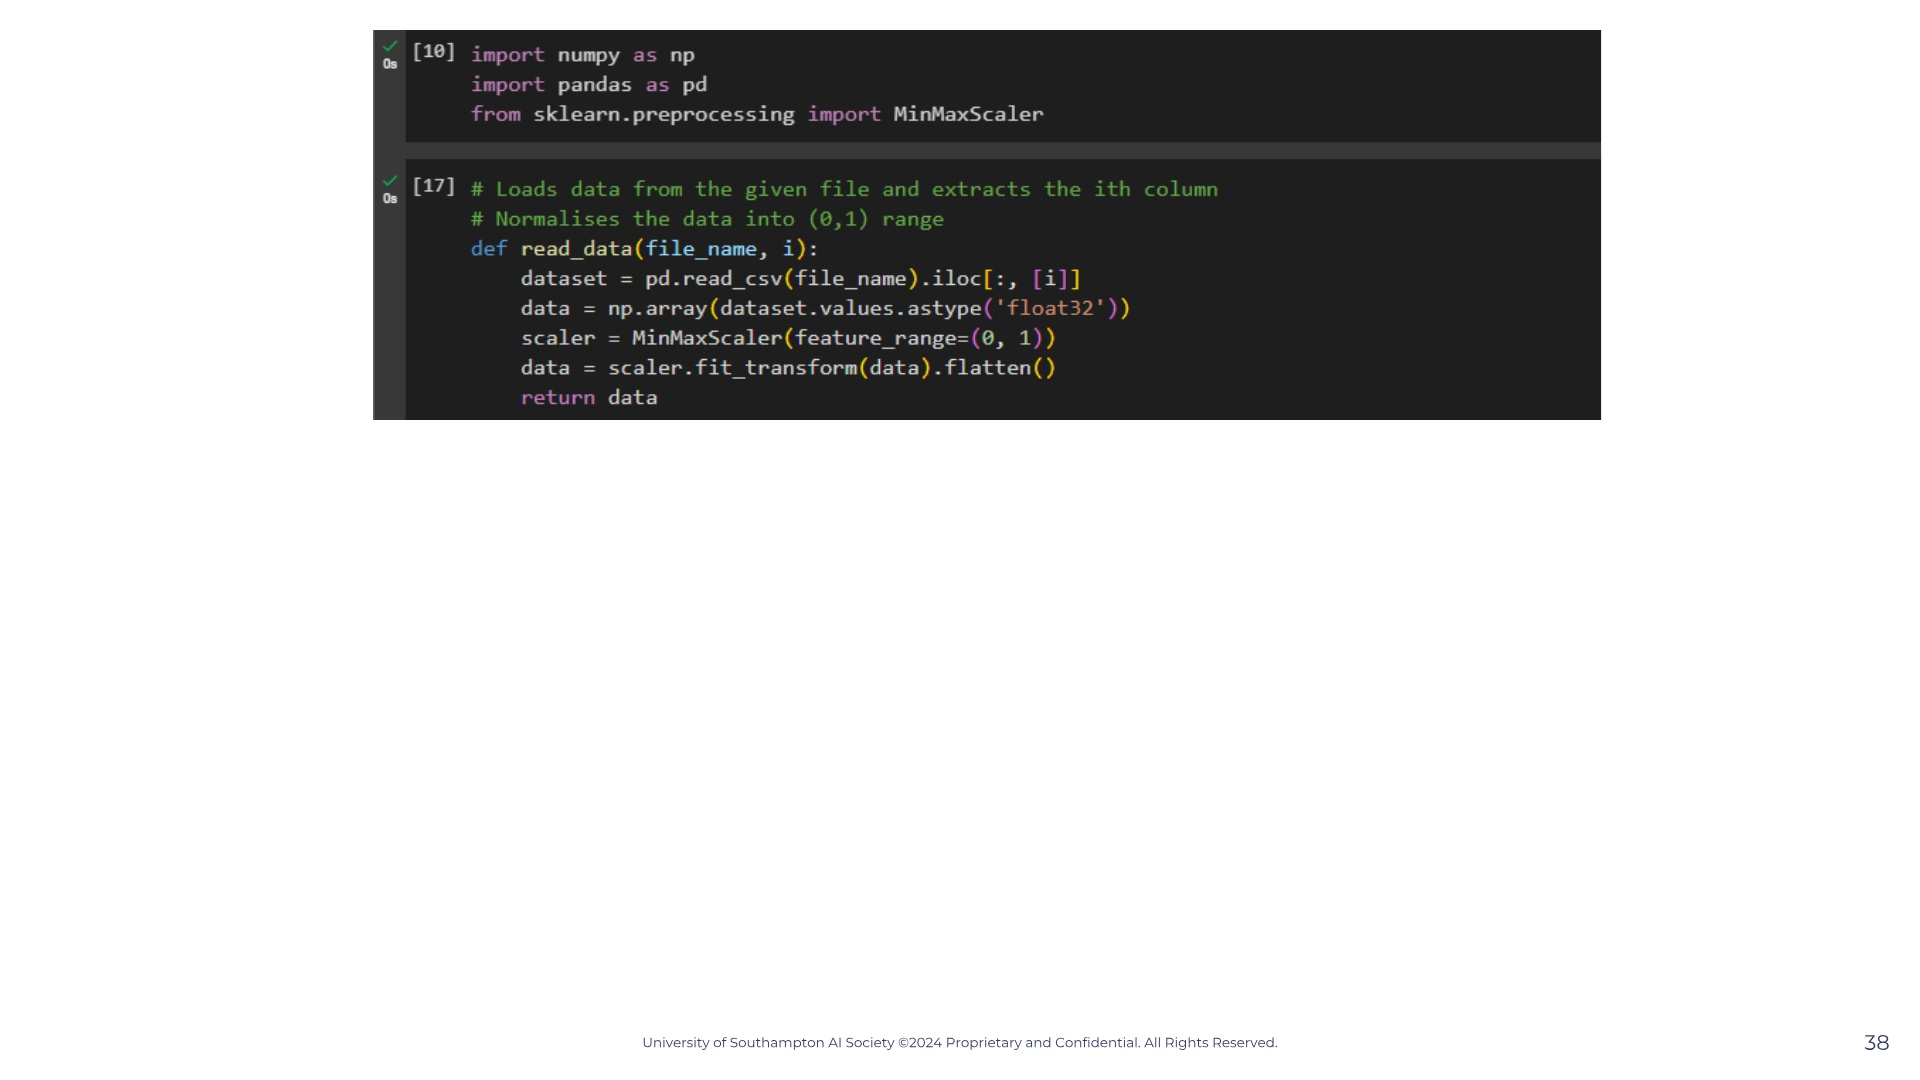 [10] import numpy as np
0s
import pandas as pd
from sklearn.preprocessing import MinMaxScaler
[17] # Loads data from the given file and extracts the ith column
0s
# Normalises the data into (0,1) range
def read_data(file_name, i):
    dataset = pd.read_csv(file_name).iloc[:, [i]]
    data = np.array(dataset.values.astype('float32'))
    scaler = MinMaxScaler(feature_range=(0, 1))
    data = scaler.fit_transform(data).flatten()
    return data
University of Southampton AI Society ©2024 Proprietary and Confidential. All Rights Reserved.
38